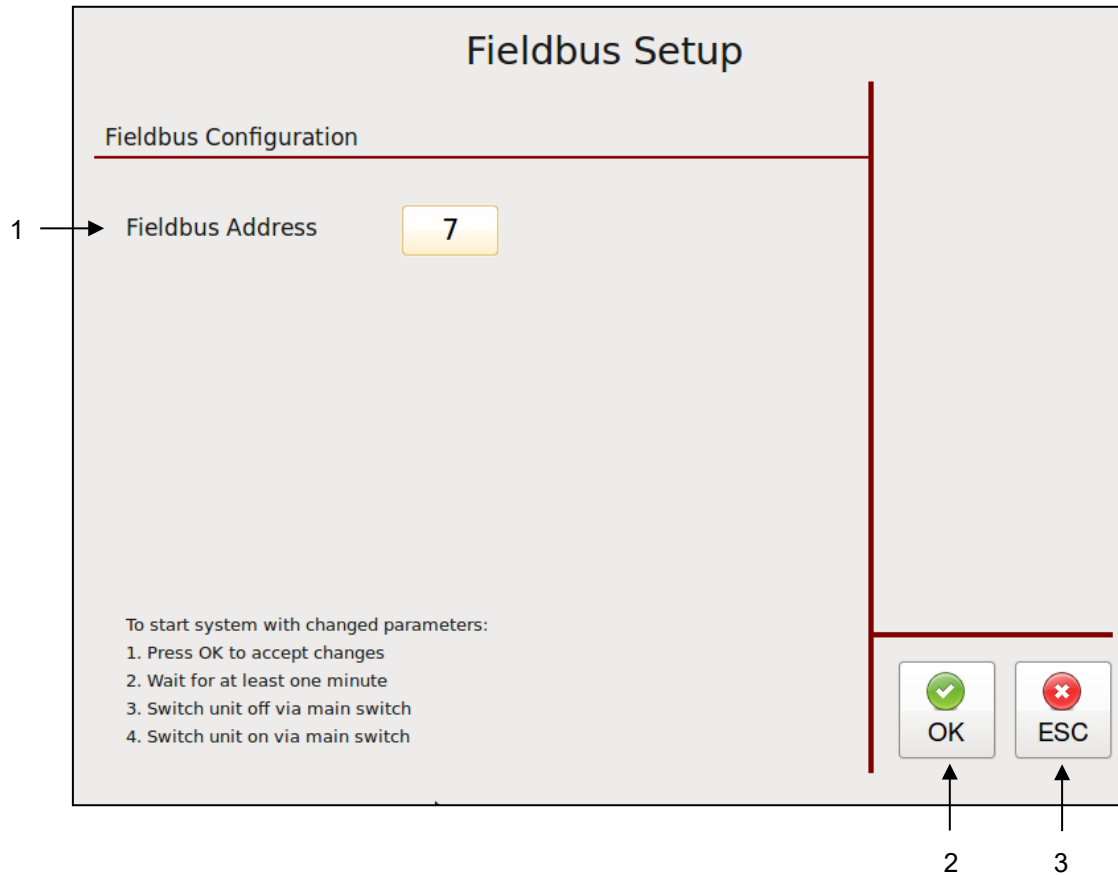 Fieldbus Setup
Fieldbus Configuration
1
Fieldbus Address 7
To start system with changed parameters:
1. Press OK to accept changes
2. Wait for at least one minute
3. Switch unit off via main switch
4. Switch unit on via main switch
OK ESC
2 3